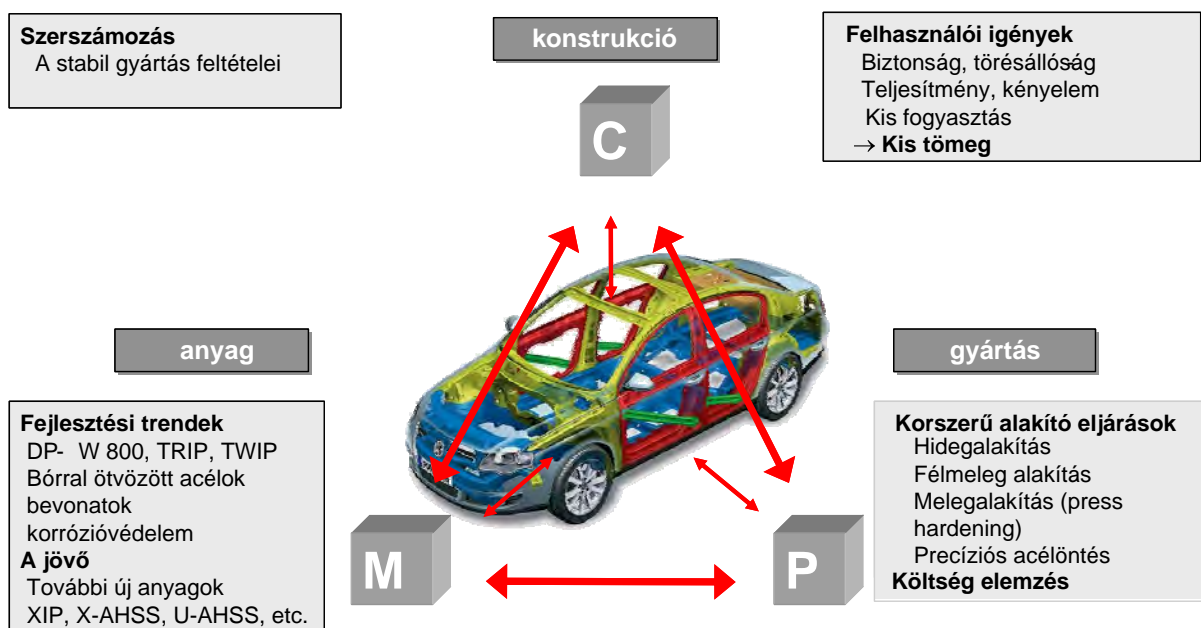 Szerszámozás
A stabil gyártás feltételei
konstrukció
Felhasználói igények
Biztonság, törésállóság
Teljesítmény, kényelem
Kis fogyasztás
→ Kis tömeg
C
anyag
gyártás
Fejlesztési trendek
DP- W 800, TRIP, TWIP
Bórral ötvözött acélok
bevonatok
korrózióvédelem
A jövő
További új anyagok
XIP, X-AHSS, U-AHSS, etc.
M
P
Korszerű alakító eljárások
Hidegalakítás
Félmeleg alakítás
Melegalakítás (press
hardening)
Precíziós acélöntés
Költség elemzés